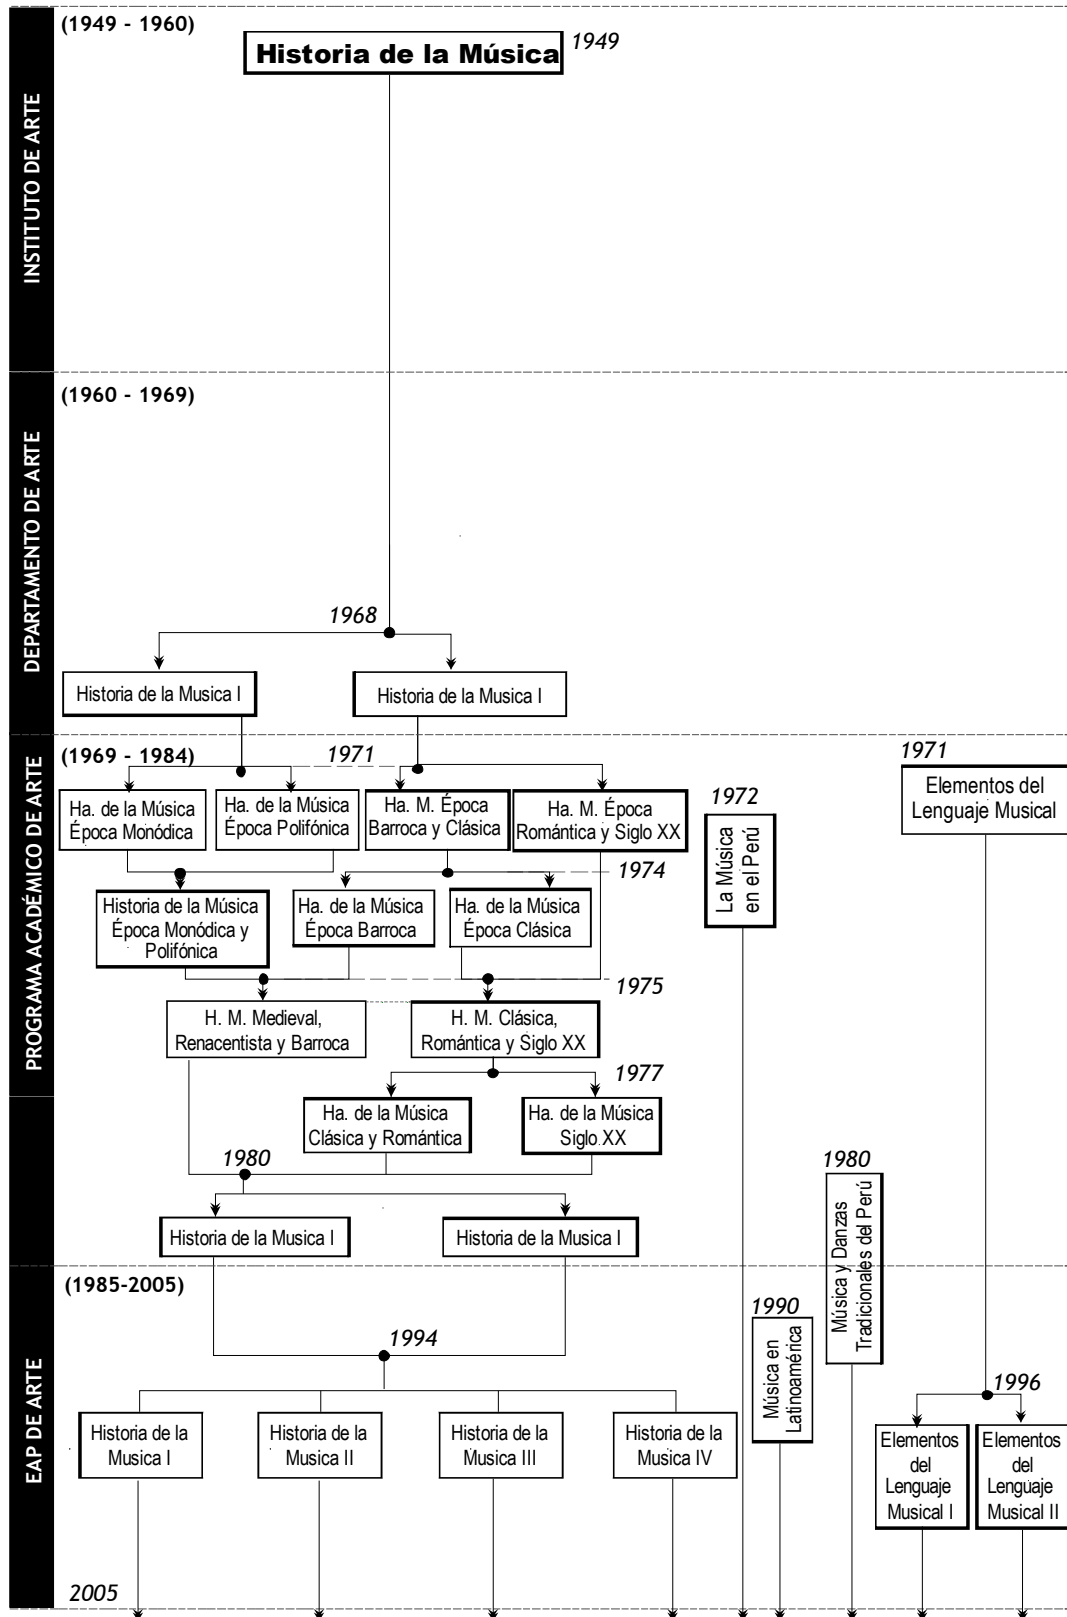 (1949 - 1960)
Historia de la Música
1949
INSTITUTO DE ARTE
(1960 - 1969)
DEPARTAMENTO DE ARTE
1968
Historia de la Musica I
Historia de la Musica I
(1969 - 1984)
PROGRAMA ACADÉMICO DE ARTE
1971
1971
Ha. de la Música
Época Monódica
Ha. de la Música
Época Polifónica
Ha. M. Época
Barroca y Clásica
Ha. M. Época
Romántica y Siglo XX
1972
La Música
en el Perú
Elementos del
Lenguaje Musical
1974
Historia de la Música
Época Monódica y
Polifónica
Ha. de la Música
Época Barroca
Ha. de la Música
Época Clásica
1975
H. M. Medieval,
Renacentista y Barroca
H. M. Clásica,
Romántica y Siglo XX
1977
Ha. de la Música
Clásica y Romántica
Ha. de la Música
Siglo XX
1980
1980
Música y Danzas
Tradicionales del Perú
Historia de la Musica I
Historia de la Musica I
(1985-2005)
EAP DE ARTE
1990
Música en
Latinoamérica
1994
1996
Historia de la
Musica I
Historia de la
Musica II
Historia de la
Musica III
Historia de la
Musica IV
Elementos
del
Lenguaje
Musical I
Elementos
del
Lenguaje
Musical II
2005